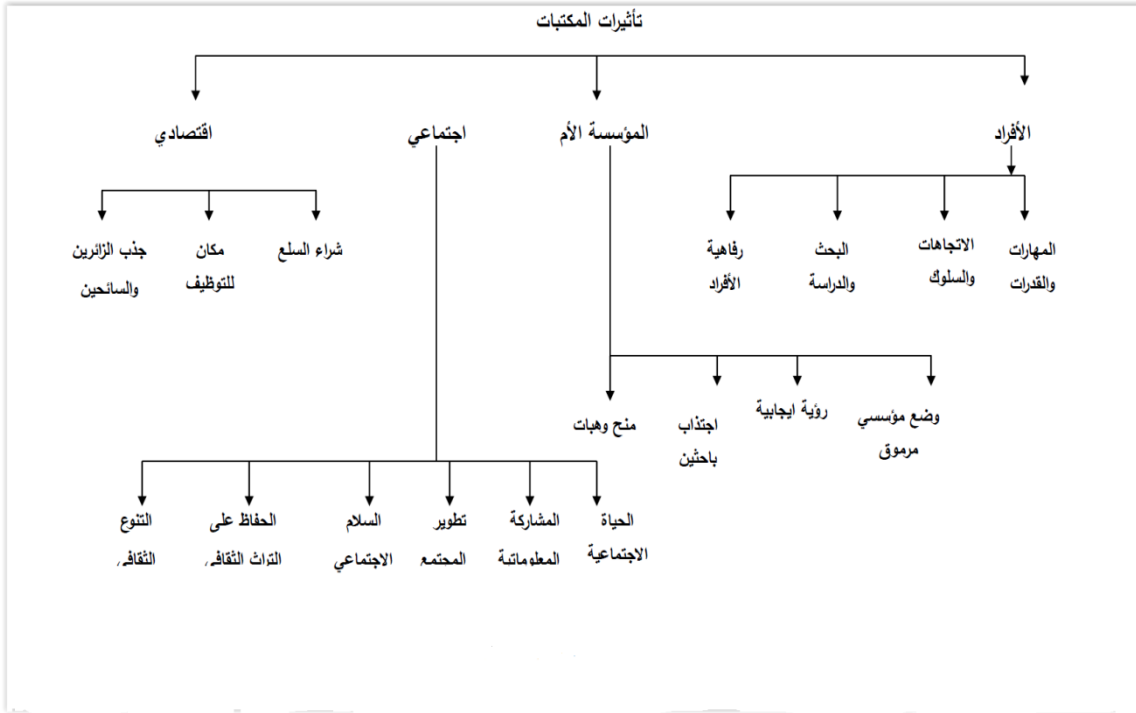 تأثيرات المكتبات
الأفراد
المؤسسة الأم
اجتماعي
اقتصادي
المهارات
والقدرات
الاتجاهات
والسلوك
البحث
والدراسة
رفاهية
الأفراد
شراء السلع
مكان
للتوظيف
جذب الزائرين
والسائحين
وضع مؤسسي
مرموق
رؤية ايجابية
اجتذاب
باحثين
منح وهبات
الحياة
الاجتماعية
المشاركة
المعلوماتية
تطوير
المجتمع
السلام
الاجتماعي
الحفاظ على
التراث الثقافي
التنوع
الثقافي